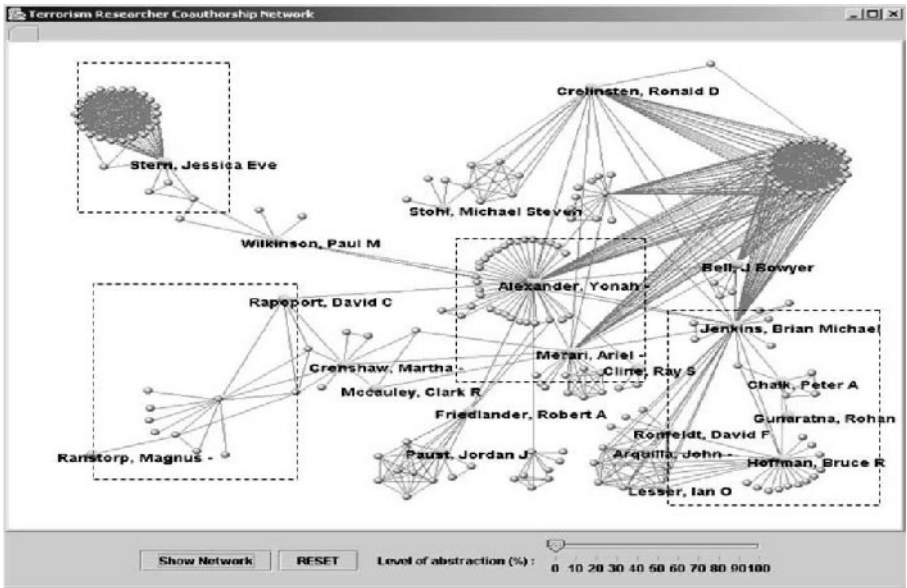 Terrorism Researcher Coauthorship Network
Crelinsten, Ronald D
Stern, Jessica Eve
Stohl, Michael Steven
Wilkinson, Paul M
Bell, J Bowyer
Alexander, Yonah -
Rapoport, David C
Jenkins, Brian Michael
Merari, Ariel -
Crenshaw, Martha -
Cline, Ray S
Chalk, Peter A
Mccauley, Clark R
Friedlander, Robert A
Gunaratna, Rohan
Ronfeldt, David F
Paust, Jordan J
Arquilla, John -
Ranstorp, Magnus -
Hoffman, Bruce R
Lesser, Ian O
Show Network RESET Level of abstraction (%) :
0 10 20 30 40 50 60 70 80 90100